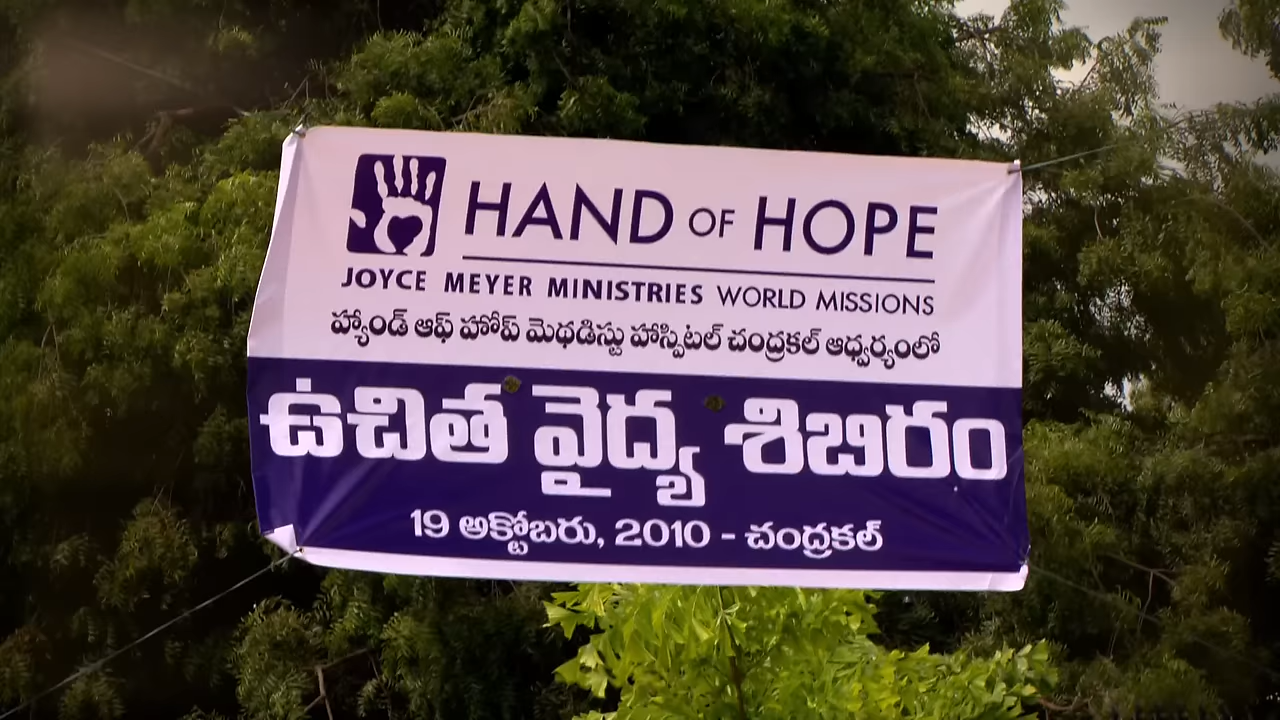 HAND OF HOPE
JOYCE MEYER MINISTRIES WORLD MISSIONS
హ్యాండ్ ఆఫ్ హోప్ మెథడిస్టు హాస్పిటల్ చంద్రకల్ ఆధ్వర్యంలో
ఉచిత వైద్య శిబిరం
19 అక్టోబరు, 2010 - చంద్రకల్